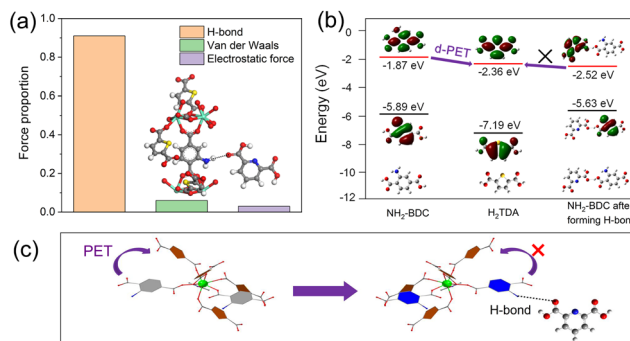 (a)
Force proportion
1.0
0.8
0.6
0.4
0.2
0.0
H-bond
Van der Waals
Electrostatic force
(b)
Energy (eV)
0
-2
-4
-6
-8
-10
-12
d-PET
-1.87 eV
-2.36 eV
-2.52 eV
-5.89 eV
-7.19 eV
-5.63 eV
NH₂-BDC
H₂TDA
NH₂-BDC after
forming H-bon
(c)
PET
H-bond